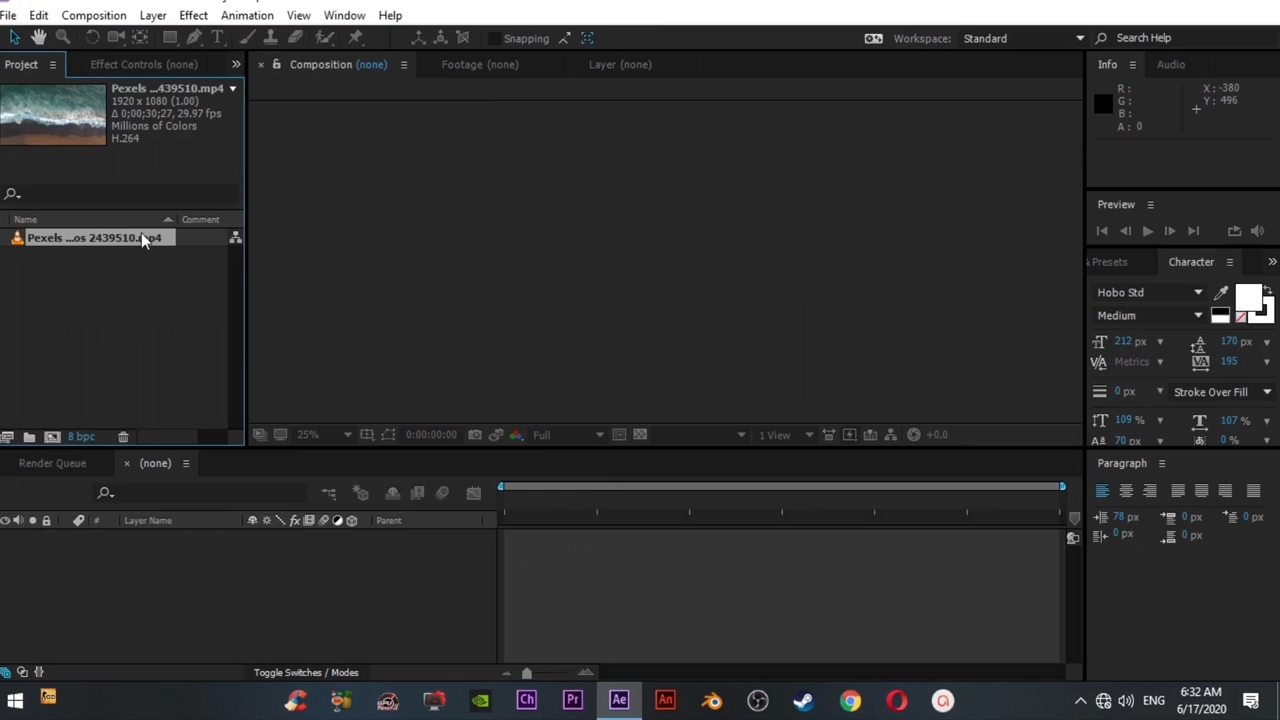 File Edit Composition Layer Effect Animation View Window Help
Snapping Workspace: Standard Search Help
Project Effect Controls (none) Composition (none) Footage (none) Layer (none) Info Audio
Pexels ...439510.mp4
1920 x 1080 (1.00)
Δ 0;00;30;27, 29.97 fps
Millions of Colors
H.264
R:
G:
B:
A: 0
X: -380
Y: 496
Preview
Name Comment
Pexels ...os 2439510.mp4
& Presets Character
Hobo Std
Medium
212 px 170 px
Metrics 195
0 px Stroke Over Fill
109 % 107 %
70 px 0 %
8 bpc 25% 0:00:00:00 Full 1 View +0.0
Render Queue (none) Paragraph
# Layer Name Parent
78 px 0 px 0 px
0 px 0 px
Toggle Switches / Modes
Ch Pr Ae An ENG
6:32 AM
6/17/2020